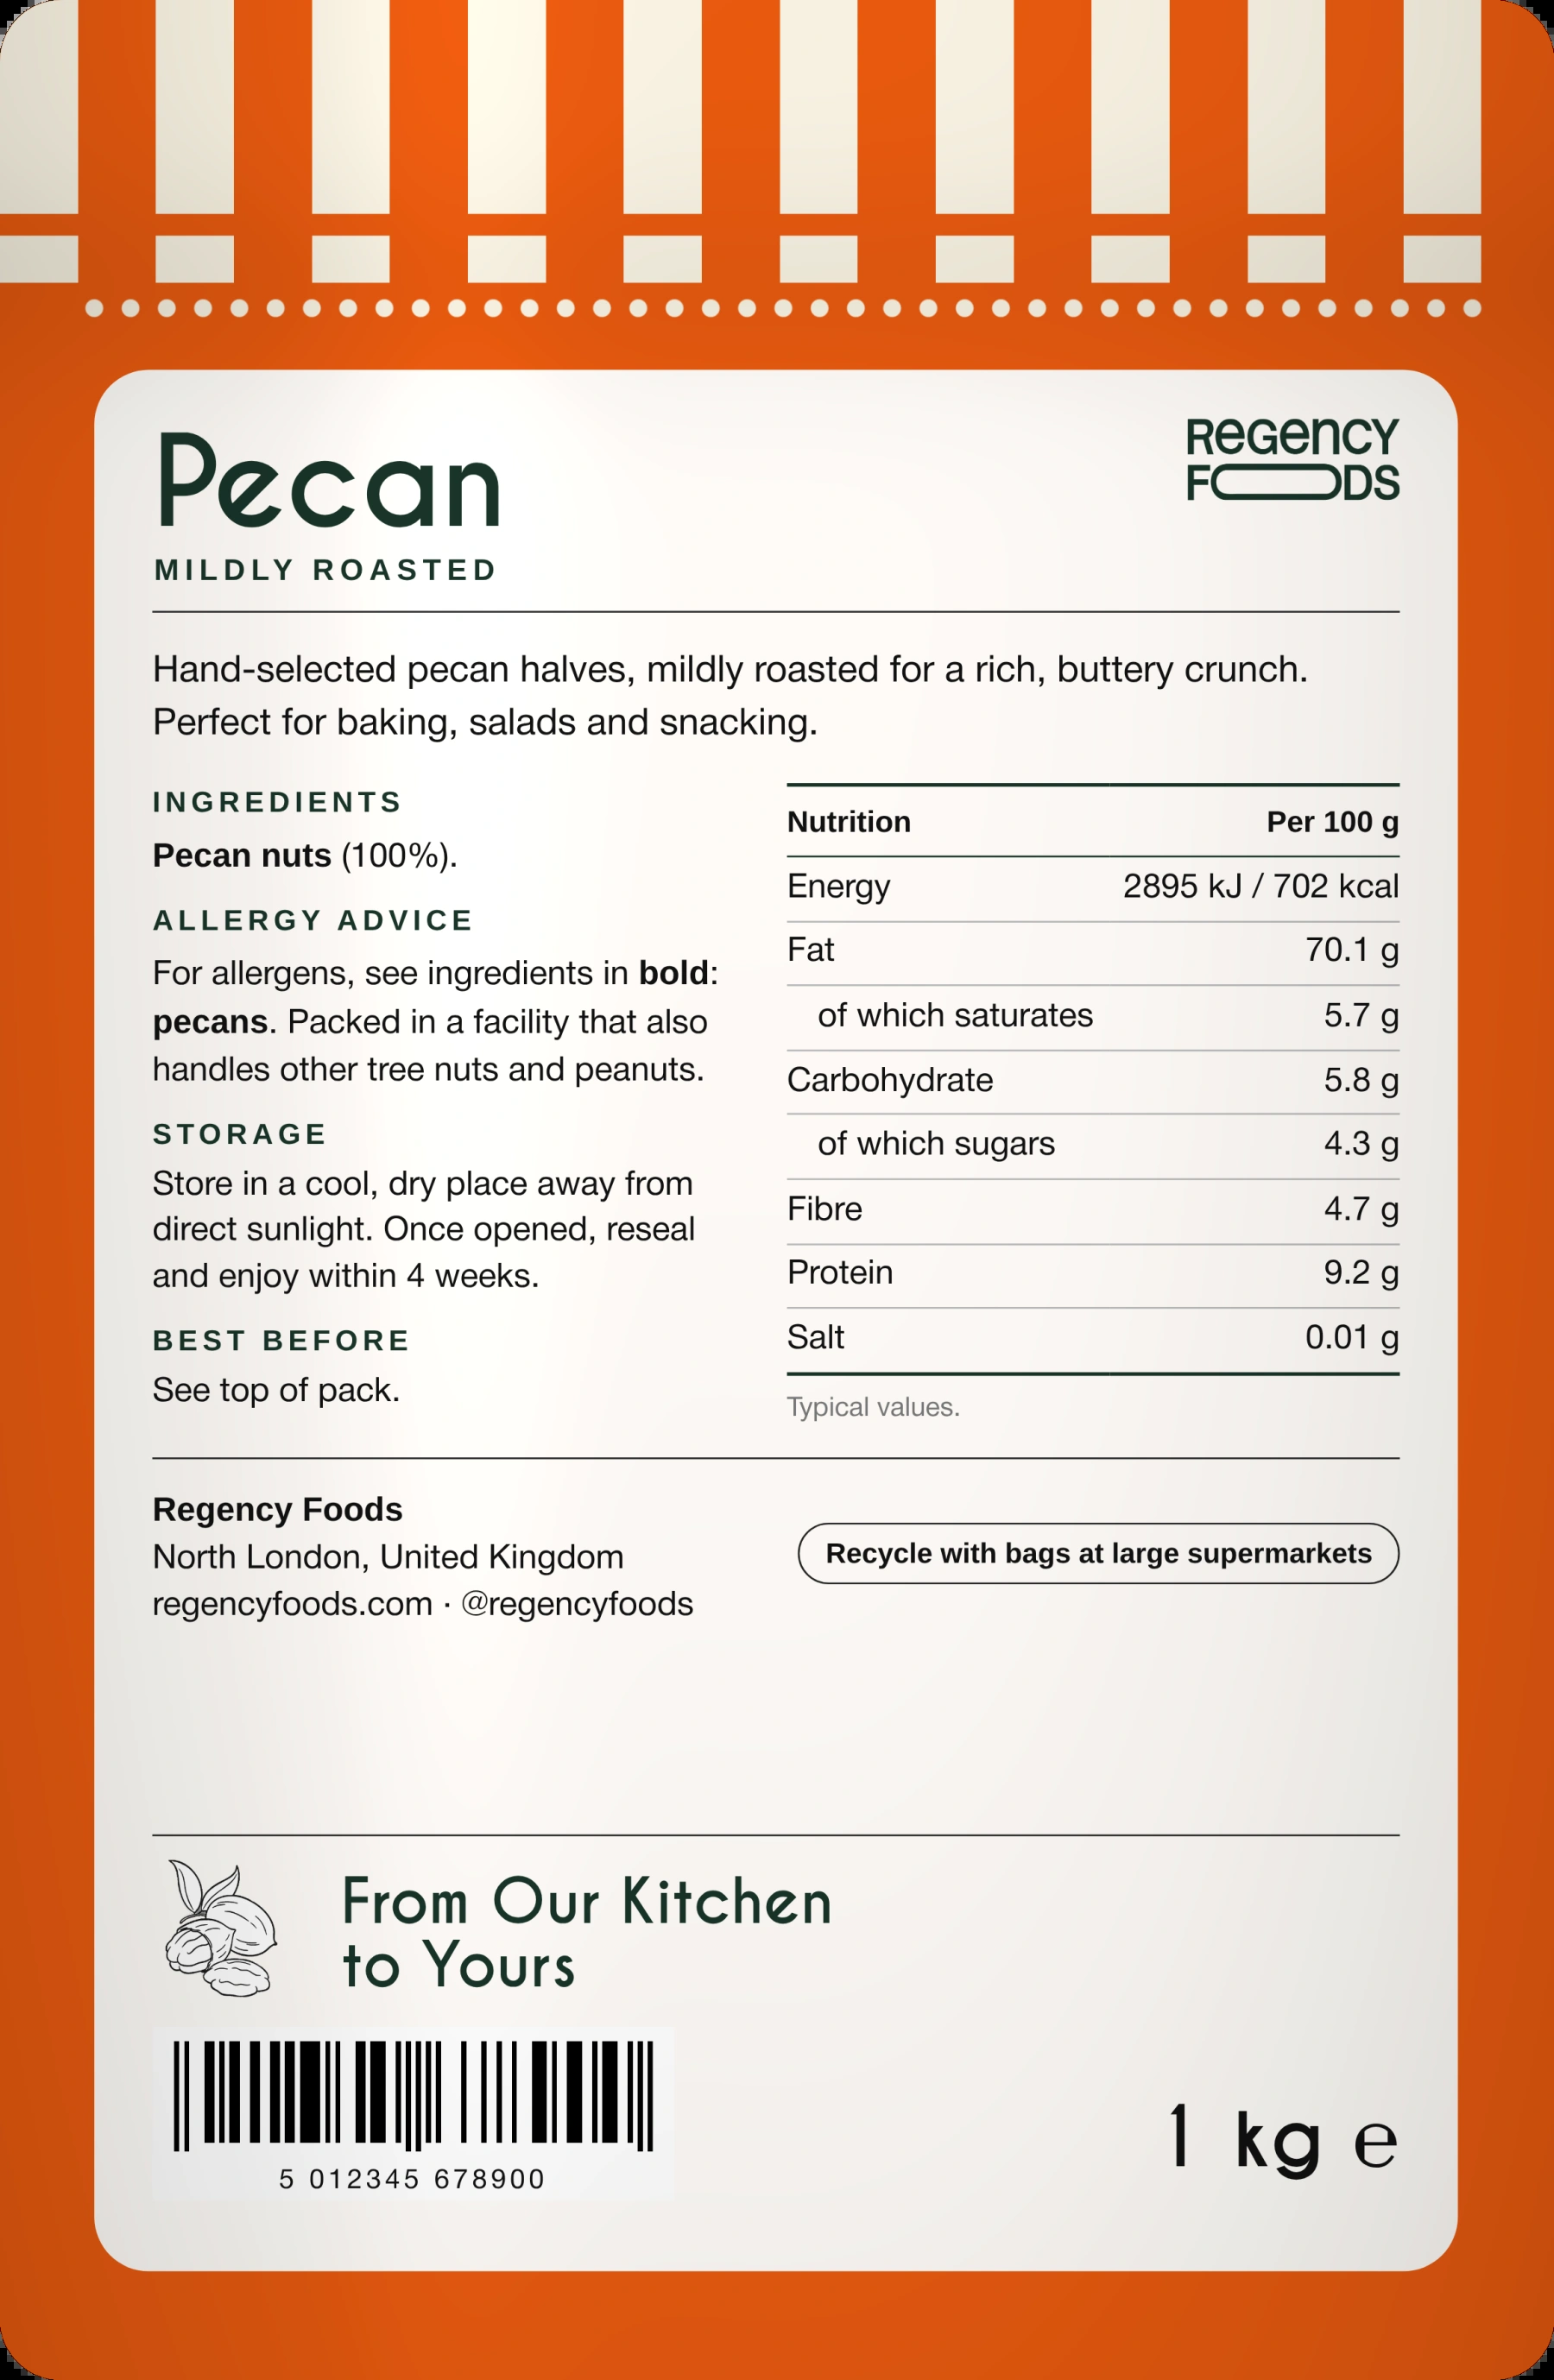 Pecan
REGENCY
FOODS
MILDLY ROASTED
Hand-selected pecan halves, mildly roasted for a rich, buttery crunch.
Perfect for baking, salads and snacking.
INGREDIENTS
Pecan nuts (100%).
ALLERGY ADVICE
For allergens, see ingredients in bold:
pecans. Packed in a facility that also
handles other tree nuts and peanuts.
STORAGE
Store in a cool, dry place away from
direct sunlight. Once opened, reseal
and enjoy within 4 weeks.
BEST BEFORE
See top of pack.
Nutrition Per 100 g
Energy 2895 kJ / 702 kcal
Fat 70.1 g
of which saturates 5.7 g
Carbohydrate 5.8 g
of which sugars 4.3 g
Fibre 4.7 g
Protein 9.2 g
Salt 0.01 g
Typical values.
Regency Foods
North London, United Kingdom
regencyfoods.com · @regencyfoods
Recycle with bags at large supermarkets
From Our Kitchen
to Yours
5 012345 678900
1 kg ℮